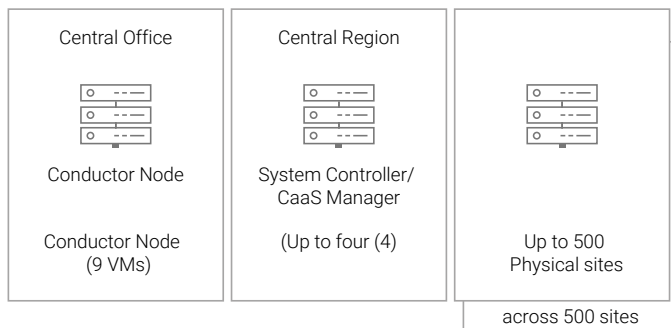 Central Office
Conductor Node
Conductor Node
(9 VMs)
Central Region
System Controller/
CaaS Manager
(Up to four (4)
Up to 500
Physical sites
across 500 sites